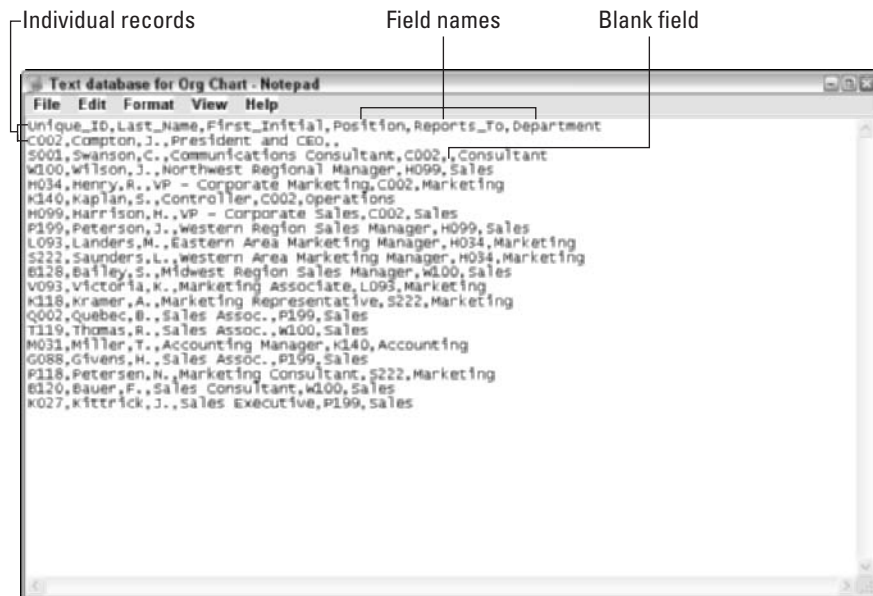 Individual records
Field names
Blank field
Text database for Org Chart - Notepad
File Edit Format View Help
Unique_ID,Last_Name,First_Initial,Position,Reports_To,Department
C002,Compton,J.,President and CEO,,
S001,Swanson,C.,Communications Consultant,C002,,Consultant
W100,Wilson,J.,Northwest Regional Manager,H099,Sales
H034,Henry,R.,VP – Corporate Marketing,C002,Marketing
K140,Kaplan,S.,Controller,C002,Operations
H099,Harrison,H.,VP – Corporate Sales,C002,Sales
P199,Peterson,J.,Western Region Sales Manager,H099,Sales
L093,Landers,M.,Eastern Area Marketing Manager,H034,Marketing
S222,Saunders,L.,Western Area Marketing Manager,H034,Marketing
B128,Bailey,S.,Midwest Region Sales Manager,W100,Sales
V093,Victoria,K.,Marketing Associate,L093,Marketing
K118,Kramer,A.,Marketing Representative,S222,Marketing
Q002,Quebec,B.,Sales Assoc.,P199,Sales
T119,Thomas,R.,Sales Assoc.,W100,Sales
M031,Miller,T.,Accounting Manager,K140,Accounting
G088,Givens,H.,Sales Assoc.,P199,Sales
P118,Petersen,N.,Marketing Consultant,S222,Marketing
B120,Bauer,F.,Sales Consultant,W100,Sales
K027,Kittrick,J.,Sales Executive,P199,Sales